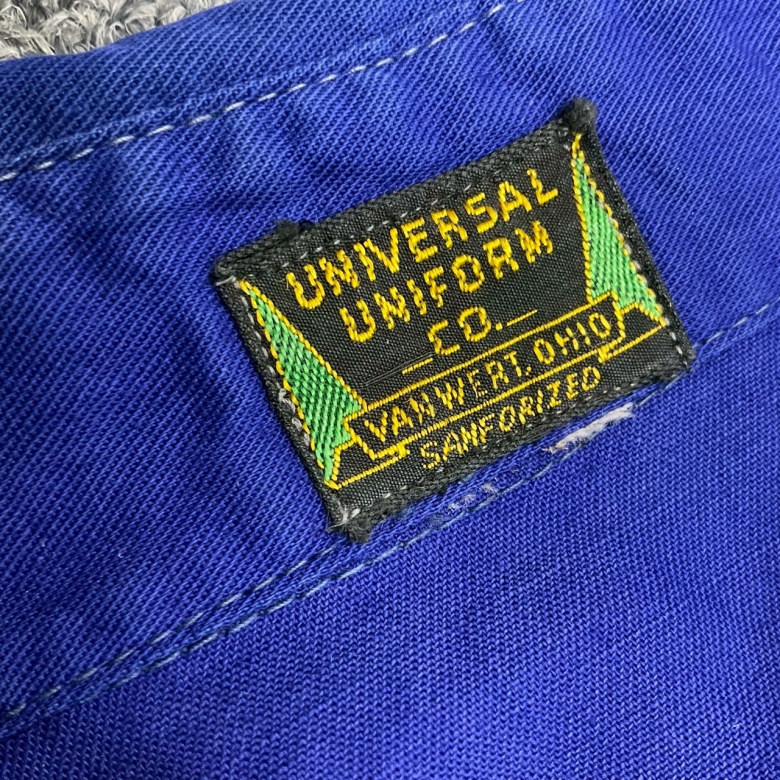 UNIVERSAL
UNIFORM
CO.
VAN WERT, OHIO
SANFORIZED